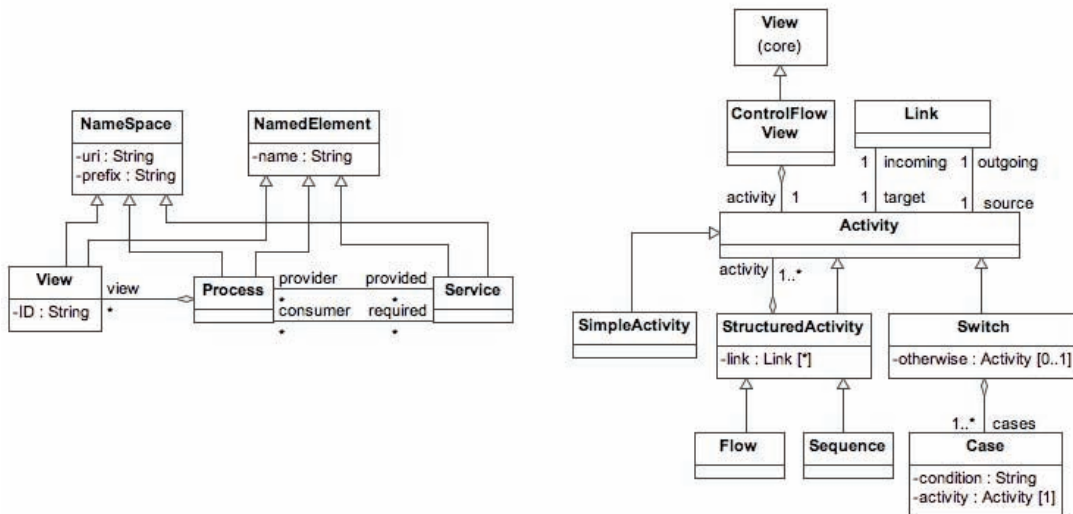 NameSpace
-uri : String
-prefix : String
NamedElement
-name : String
View
-ID : String
view
*
Process
provider
*
consumer
*
provided
*
required
*
Service
View
(core)
ControlFlow
View
Link
activity
1
1
incoming
1
target
1
outgoing
1
source
Activity
activity
1..*
SimpleActivity
StructuredActivity
-link : Link [*]
Switch
-otherwise : Activity [0..1]
Flow
Sequence
1..*
cases
Case
-condition : String
-activity : Activity [1]